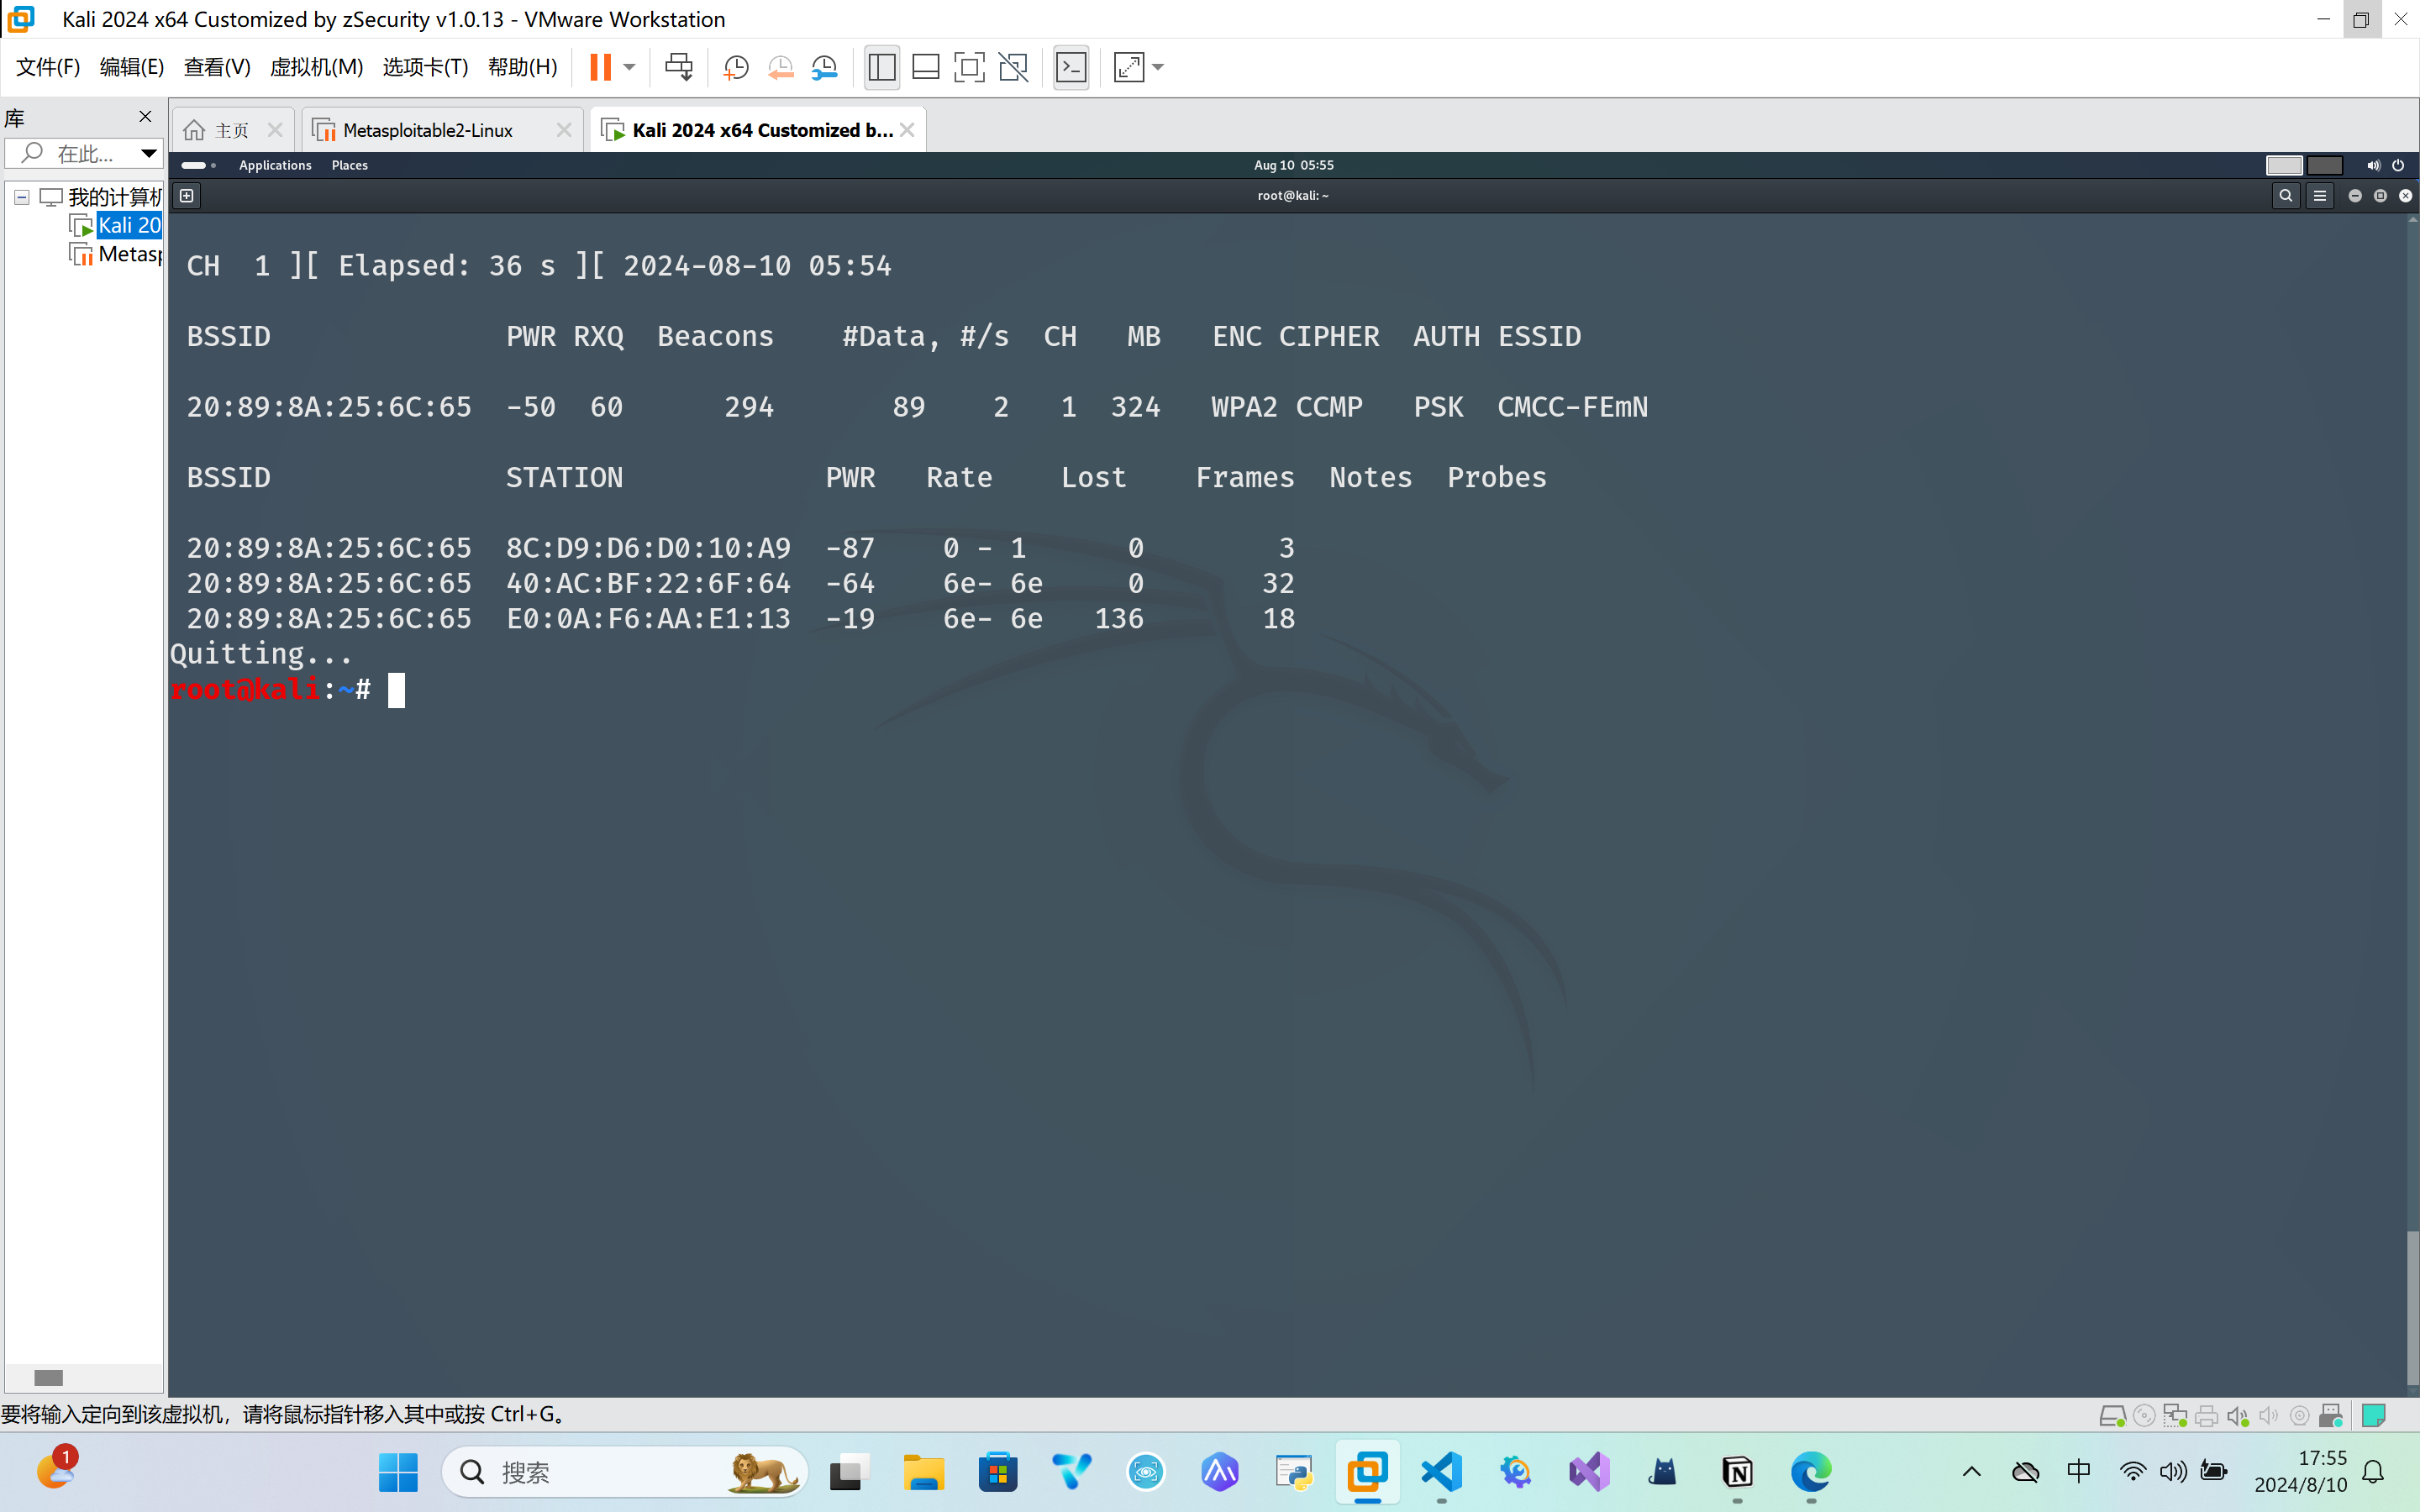 Kali 2024 x64 Customized by zSecurity v1.0.13 - VMware Workstation
文件(F) 编辑(E) 查看(V) 虚拟机(M) 选项卡(T) 帮助(H)
库
主页
Metasploitable2-Linux
Kali 2024 x64 Customized b...
在此...
Applications Places
Aug 10 05:55
root@kali: ~
我的计算机
Kali 20
Metasp
CH 1 ][ Elapsed: 36 s ][ 2024-08-10 05:54
BSSID PWR RXQ Beacons #Data, #/s CH MB ENC CIPHER AUTH ESSID
20:89:8A:25:6C:65 -50 60 294 89 2 1 324 WPA2 CCMP PSK CMCC-FEmN
BSSID STATION PWR Rate Lost Frames Notes Probes
20:89:8A:25:6C:65 8C:D9:D6:D0:10:A9 -87 0 - 1 0 3
20:89:8A:25:6C:65 40:AC:BF:22:6F:64 -64 6e- 6e 0 32
20:89:8A:25:6C:65 E0:0A:F6:AA:E1:13 -19 6e- 6e 136 18
Quitting...
root@kali:~#
要将输入定向到该虚拟机，请将鼠标指针移入其中或按 Ctrl+G。
1
搜索
中
17:55
2024/8/10